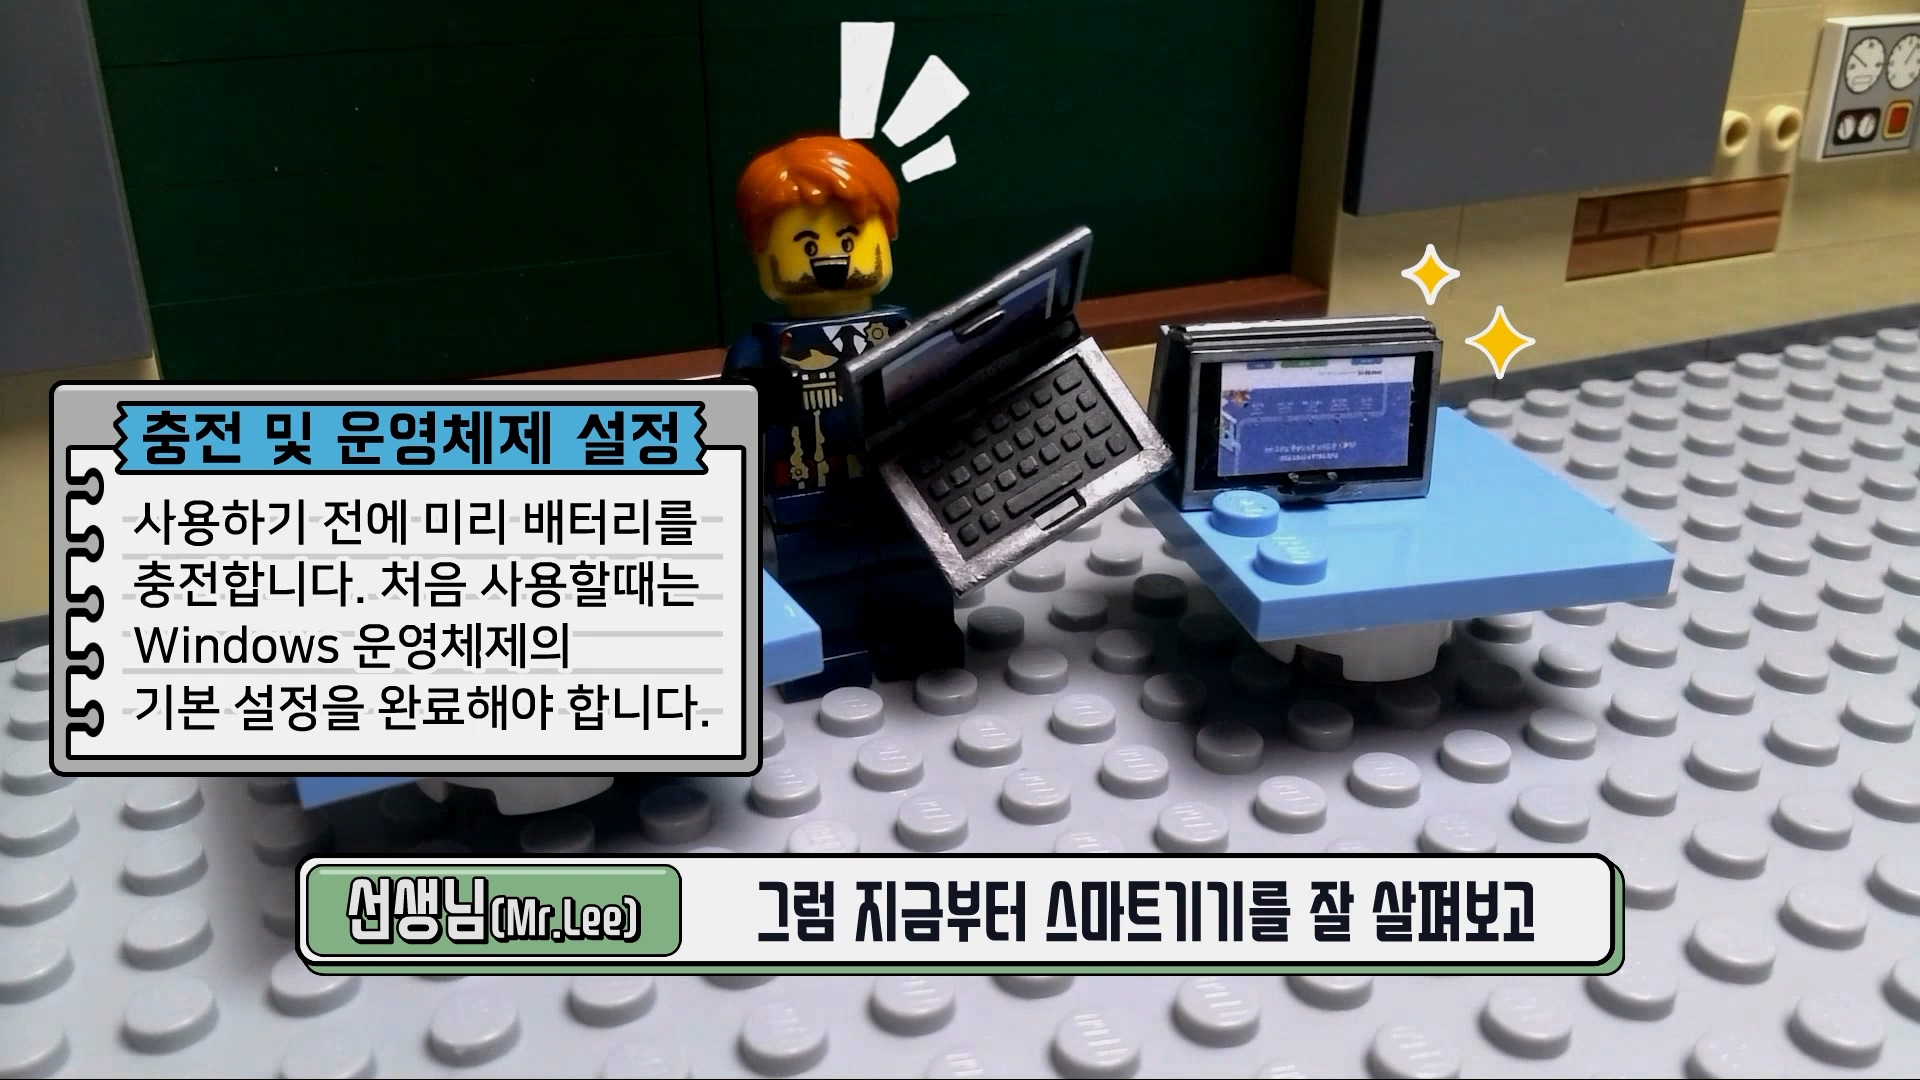 충전 및 운영체제 설정
사용하기 전에 미리 배터리를
충전합니다. 처음 사용할때는
Windows 운영체제의
기본 설정을 완료해야 합니다.
선생님(Mr.Lee)
그럼 지금부터 스마트기기를 잘 살펴보고